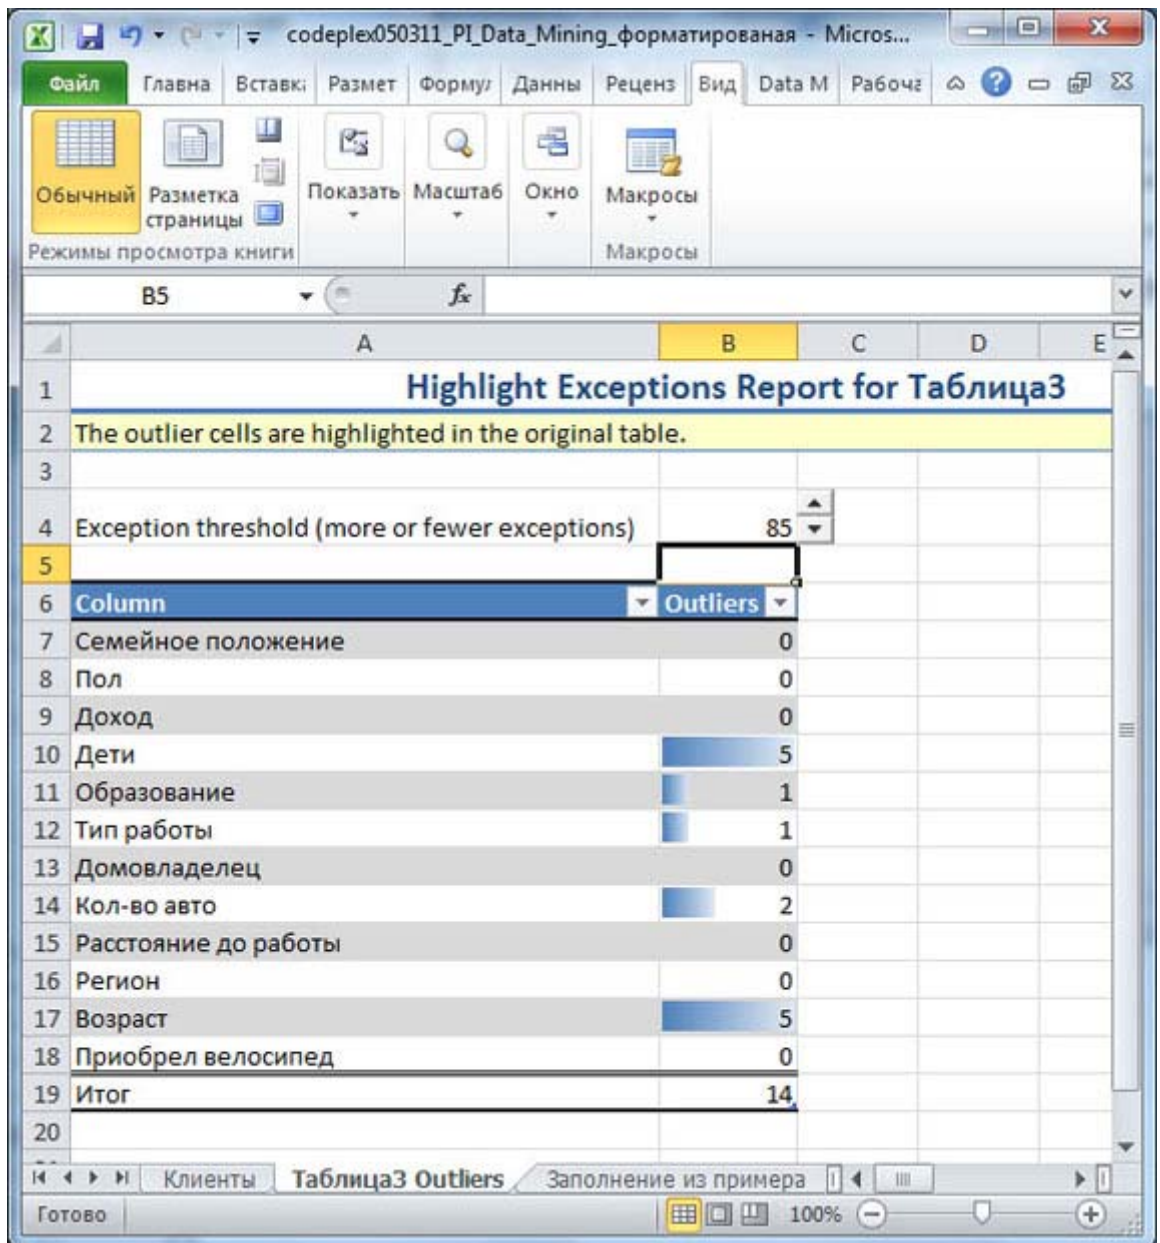 codeplex050311_PI_Data_Mining_форматированая - Micros...
Файл Главна Вставк Размет Формул Данны Реценз Вид Data M Рабоча
Обычный Разметка страницы Показать Масштаб Окно Макросы
Режимы просмотра книги Макросы
B5 fx
A B C D E
1 Highlight Exceptions Report for Таблица3
2 The outlier cells are highlighted in the original table.
3
4 Exception threshold (more or fewer exceptions) 85
5
6 Column Outliers
7 Семейное положение 0
8 Пол 0
9 Доход 0
10 Дети 5
11 Образование 1
12 Тип работы 1
13 Домовладелец 0
14 Кол-во авто 2
15 Расстояние до работы 0
16 Регион 0
17 Возраст 5
18 Приобрел велосипед 0
19 Итог 14
20
Клиенты Таблица3 Outliers Заполнение из примера
Готово 100%